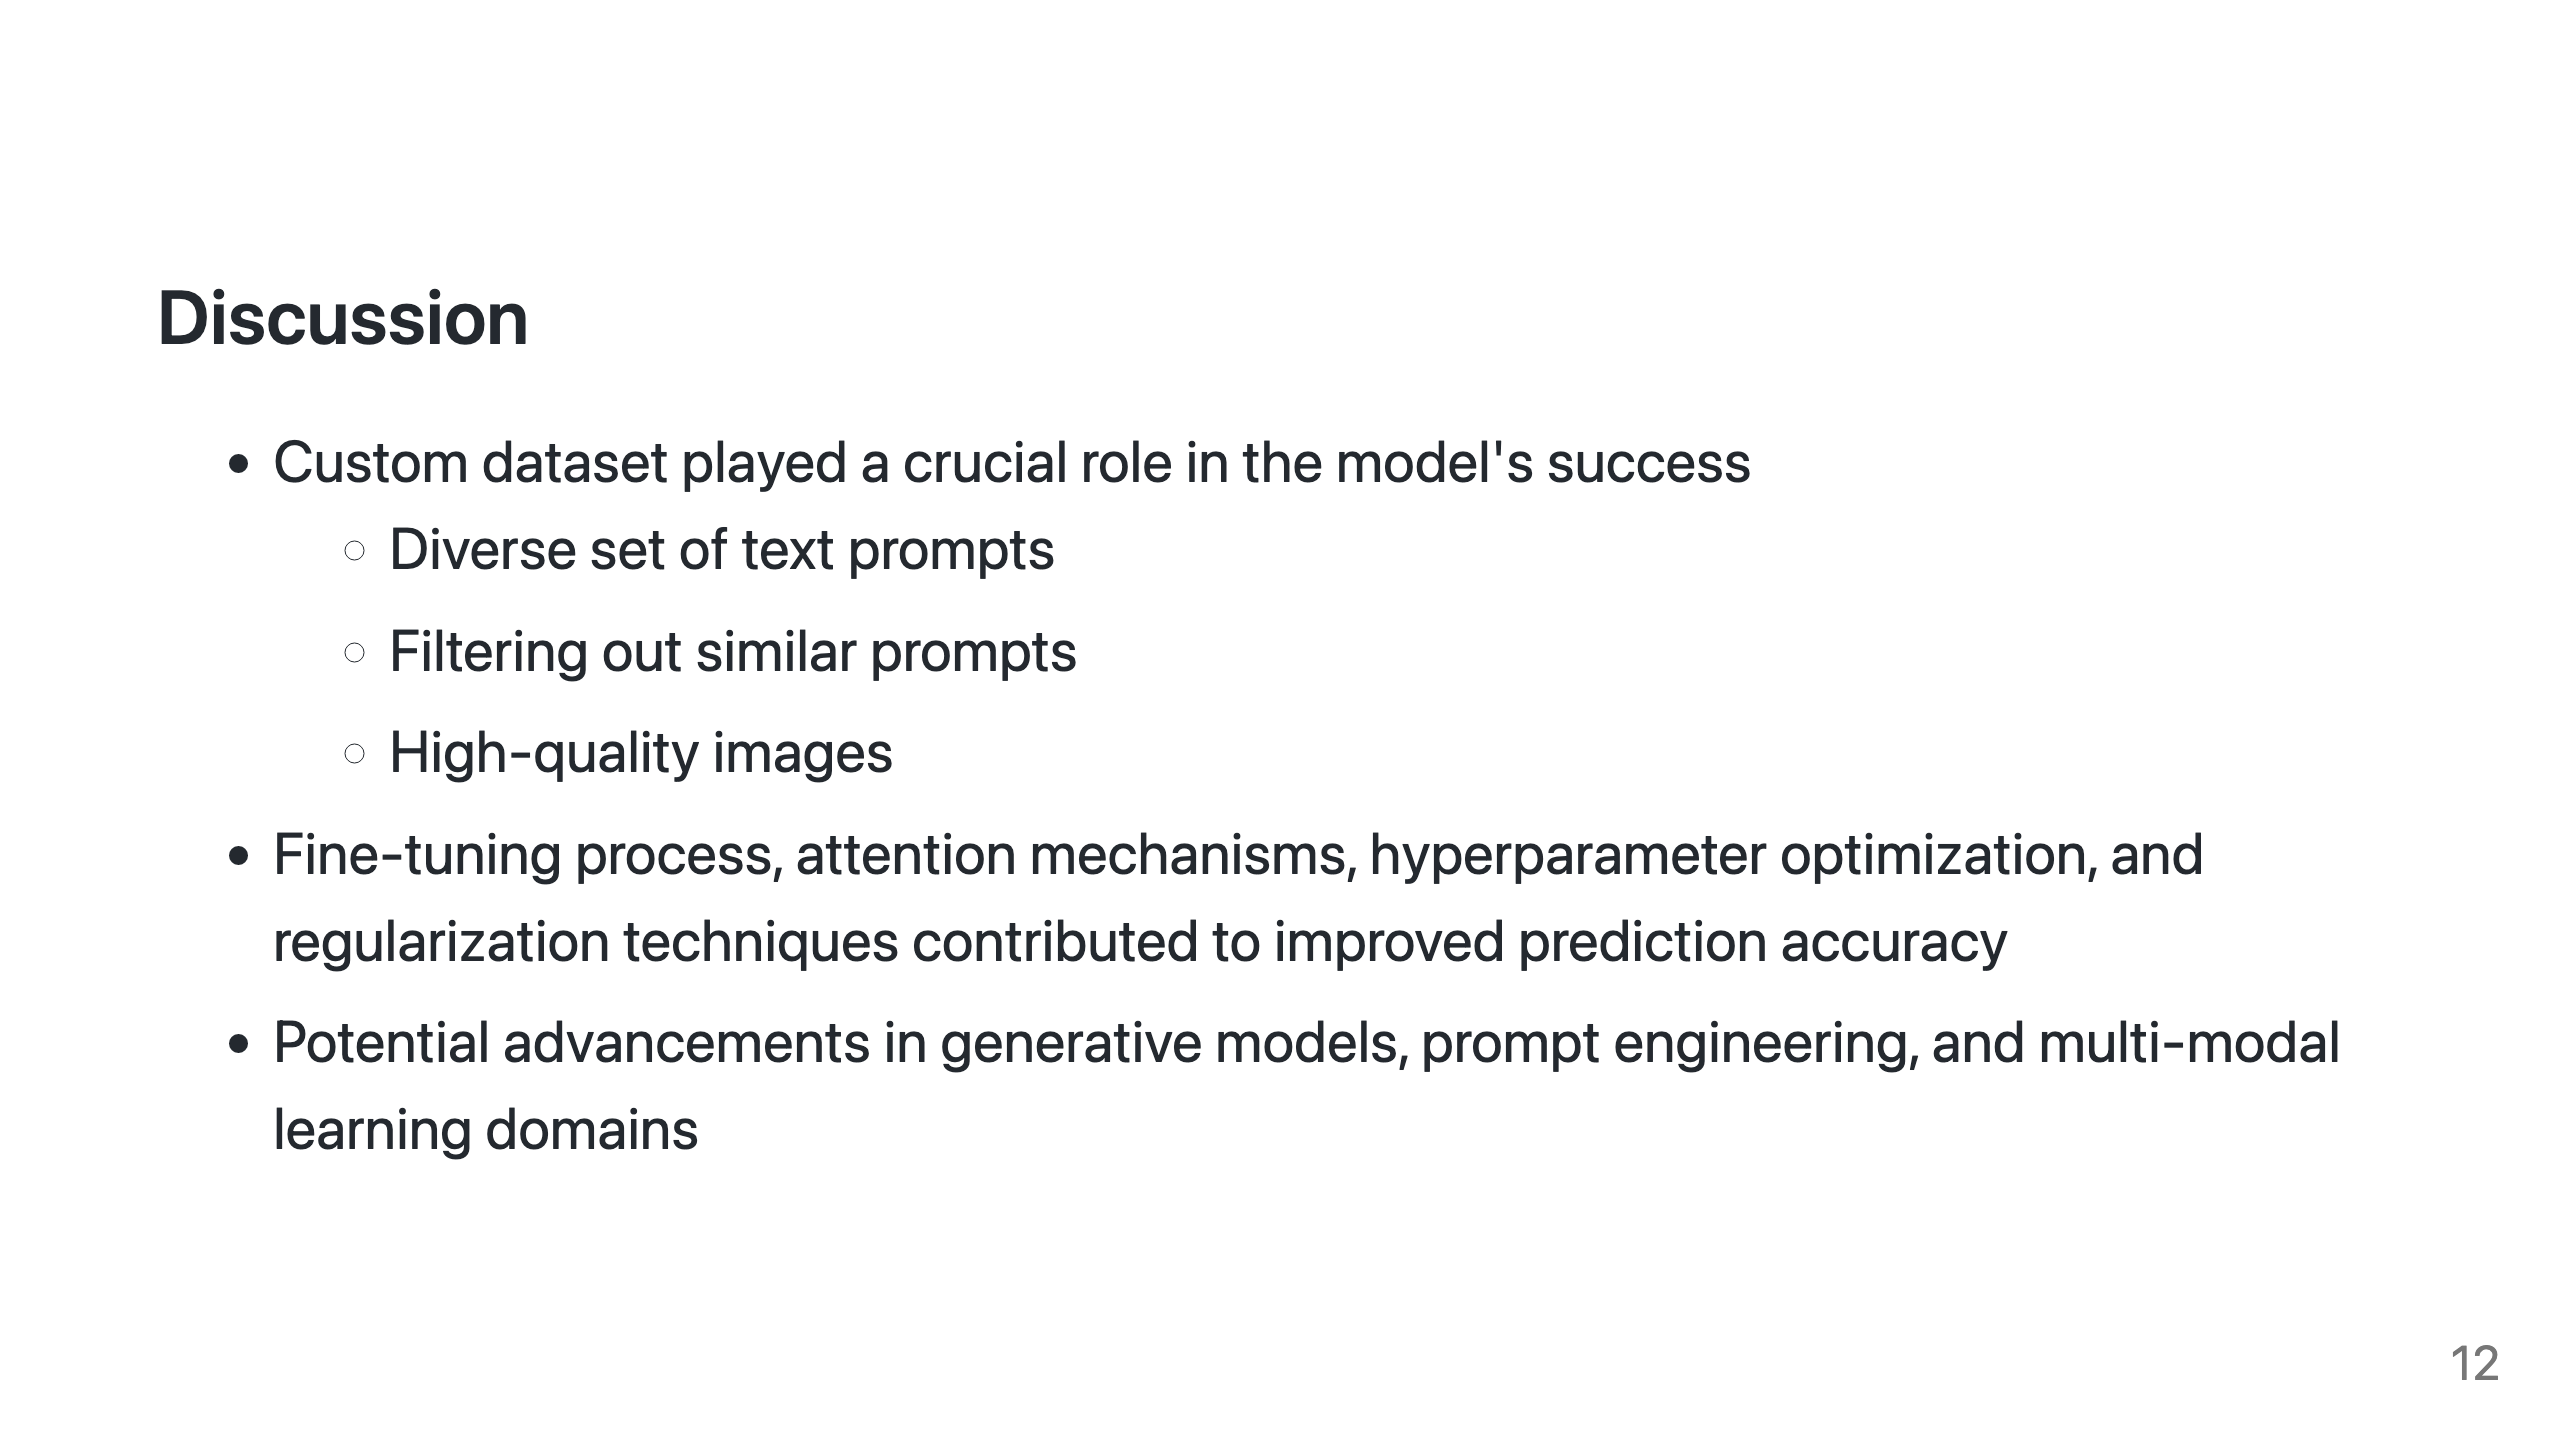 Discussion
• Custom dataset played a crucial role in the model's success
○ Diverse set of text prompts
○ Filtering out similar prompts
○ High-quality images
• Fine-tuning process, attention mechanisms, hyperparameter optimization, and
regularization techniques contributed to improved prediction accuracy
• Potential advancements in generative models, prompt engineering, and multi-modal
learning domains
12